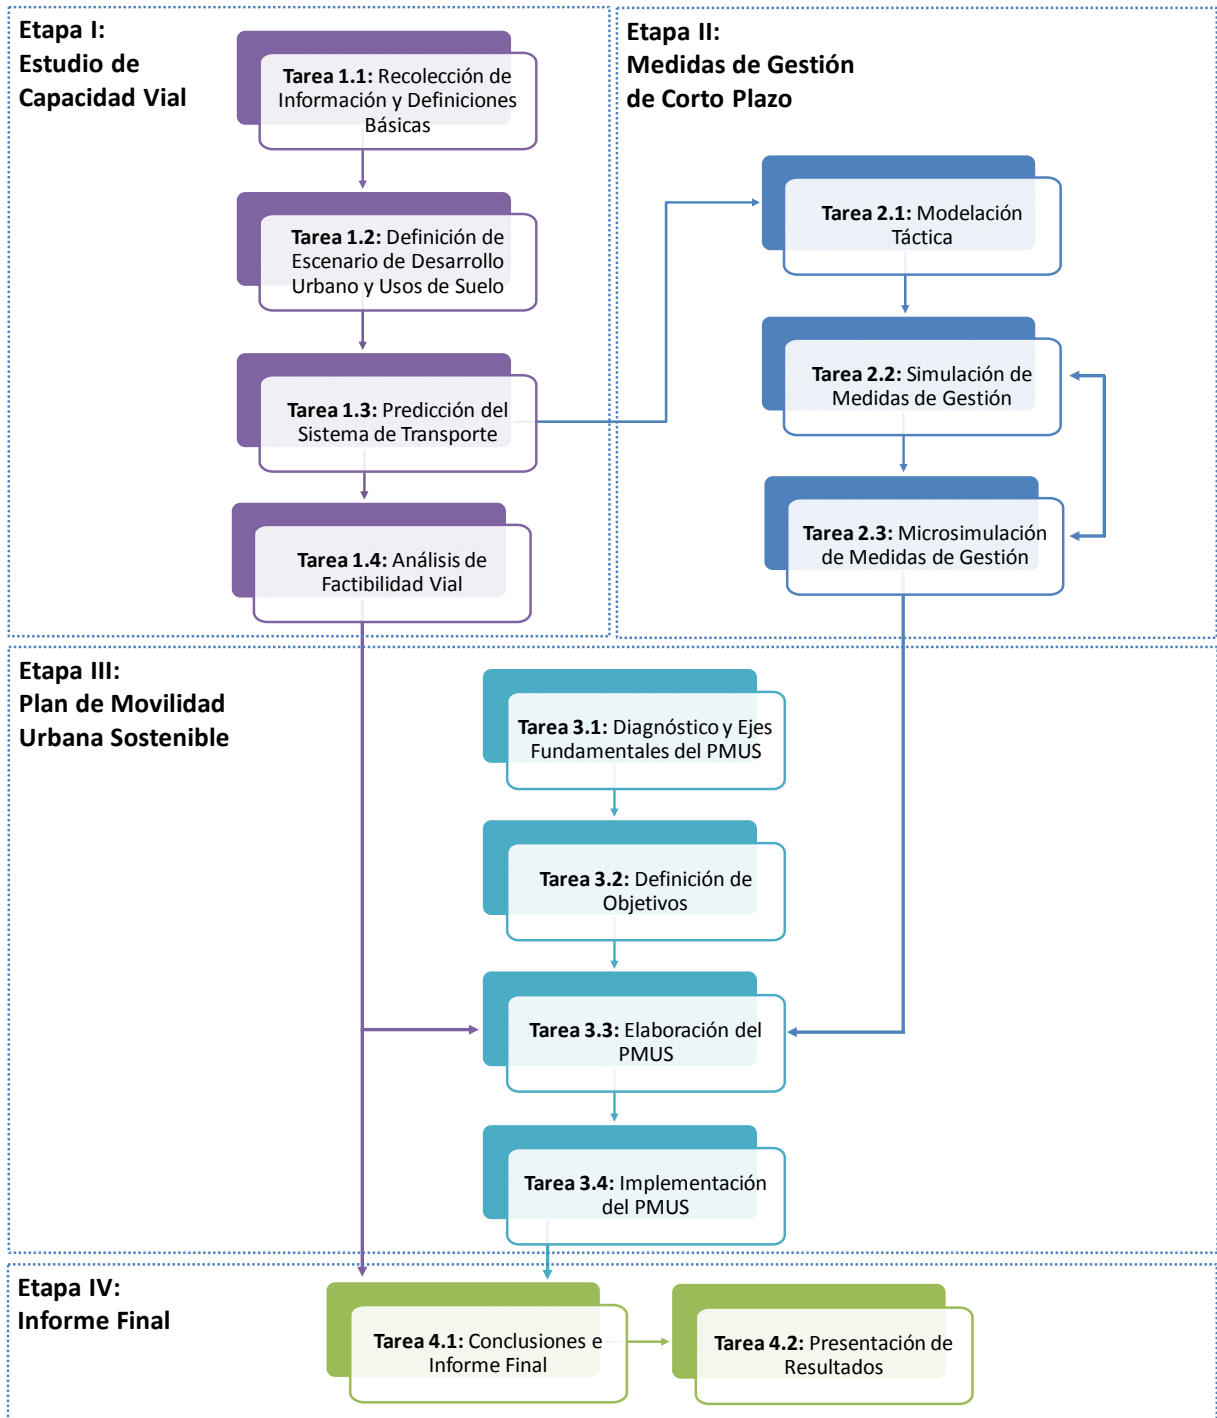 Etapa I:
Estudio de
Capacidad Vial
Tarea 1.1: Recolección de
Información y Definiciones
Básicas
Tarea 1.2: Definición de
Escenario de Desarrollo
Urbano y Usos de Suelo
Tarea 1.3: Predicción del
Sistema de Transporte
Tarea 1.4: Análisis de
Factibilidad Vial
Etapa II:
Medidas de Gestión
de Corto Plazo
Tarea 2.1: Modelación
Táctica
Tarea 2.2: Simulación de
Medidas de Gestión
Tarea 2.3: Microsimulación
de Medidas de Gestión
Etapa III:
Plan de Movilidad
Urbana Sostenible
Tarea 3.1: Diagnóstico y Ejes
Fundamentales del PMUS
Tarea 3.2: Definición de
Objetivos
Tarea 3.3: Elaboración del
PMUS
Tarea 3.4: Implementación
del PMUS
Etapa IV:
Informe Final
Tarea 4.1: Conclusiones e
Informe Final
Tarea 4.2: Presentación de
Resultados